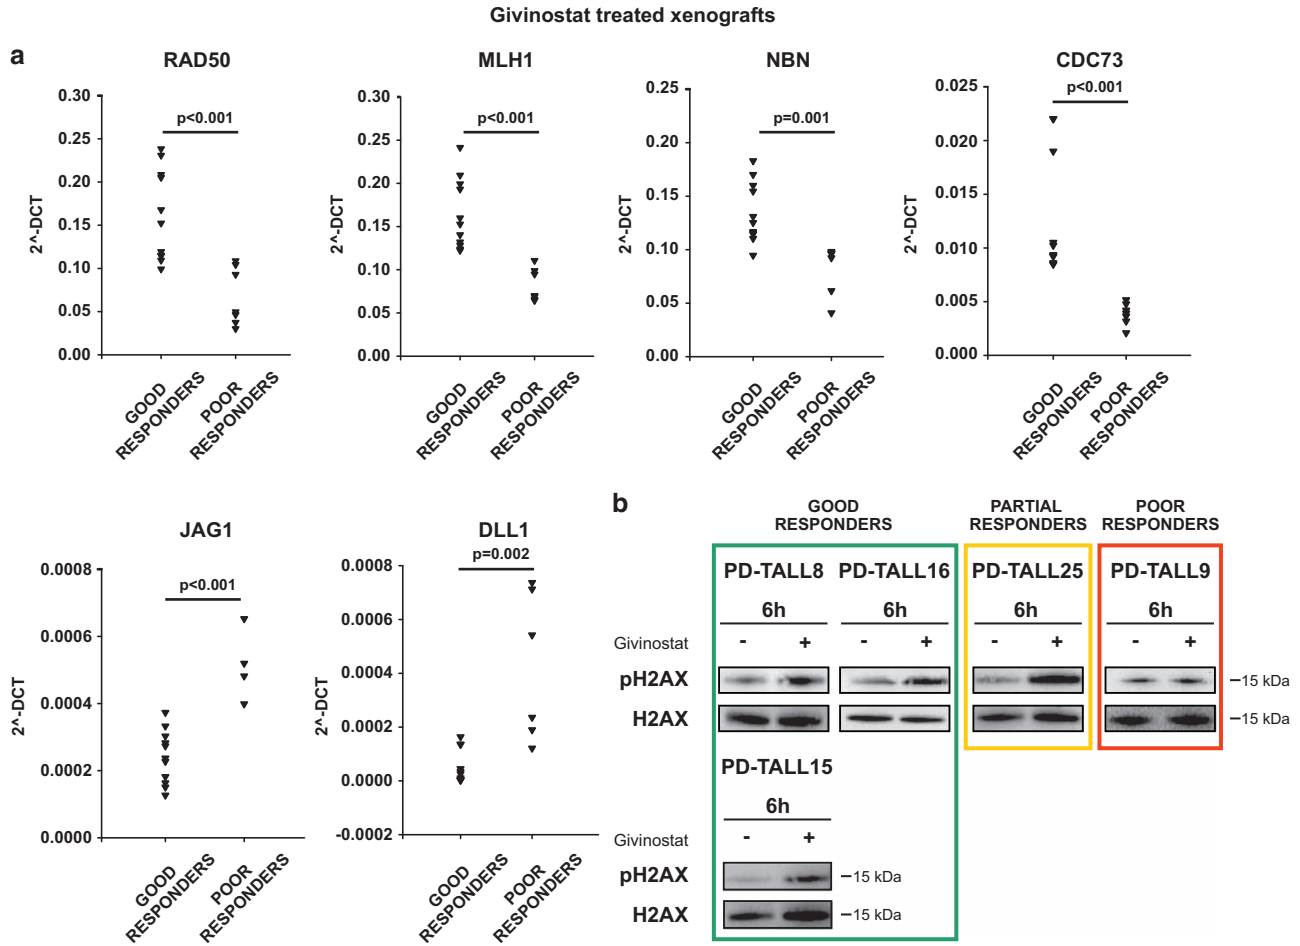 Givinostat treated xenografts
a
RAD50
2^-DCT
0.30
0.25
0.20
0.15
0.10
0.05
0.00
p<0.001
GOOD
RESPONDERS
POOR
RESPONDERS
MLH1
2^-DCT
0.30
0.25
0.20
0.15
0.10
0.05
0.00
p<0.001
GOOD
RESPONDERS
POOR
RESPONDERS
NBN
2^-DCT
0.25
0.20
0.15
0.10
0.05
0.00
p=0.001
GOOD
RESPONDERS
POOR
RESPONDERS
CDC73
2^-DCT
0.025
0.020
0.015
0.010
0.005
0.000
p<0.001
GOOD
RESPONDERS
POOR
RESPONDERS
JAG1
2^-DCT
0.0008
0.0006
0.0004
0.0002
0.0000
p<0.001
GOOD
RESPONDERS
POOR
RESPONDERS
DLL1
2^-DCT
0.0008
0.0006
0.0004
0.0002
0.0000
-0.0002
p=0.002
GOOD
RESPONDERS
POOR
RESPONDERS
b
GOOD
RESPONDERS
PARTIAL
RESPONDERS
POOR
RESPONDERS
PD-TALL8 PD-TALL16 PD-TALL25 PD-TALL9
6h 6h 6h 6h
Givinostat - + - + - + - +
pH2AX 15 kDa
H2AX 15 kDa
PD-TALL15
6h
Givinostat - +
pH2AX 15 kDa
H2AX 15 kDa